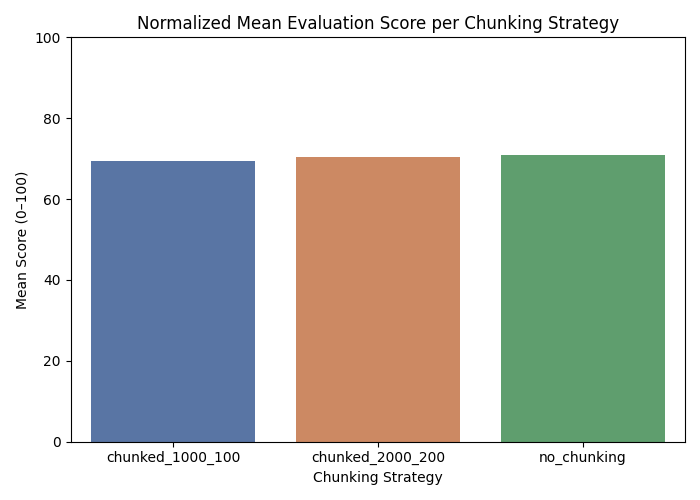 Normalized Mean Evaluation Score per Chunking Strategy
100
80
60
40
20
0
Mean Score (0–100)
chunked_1000_100
chunked_2000_200
no_chunking
Chunking Strategy